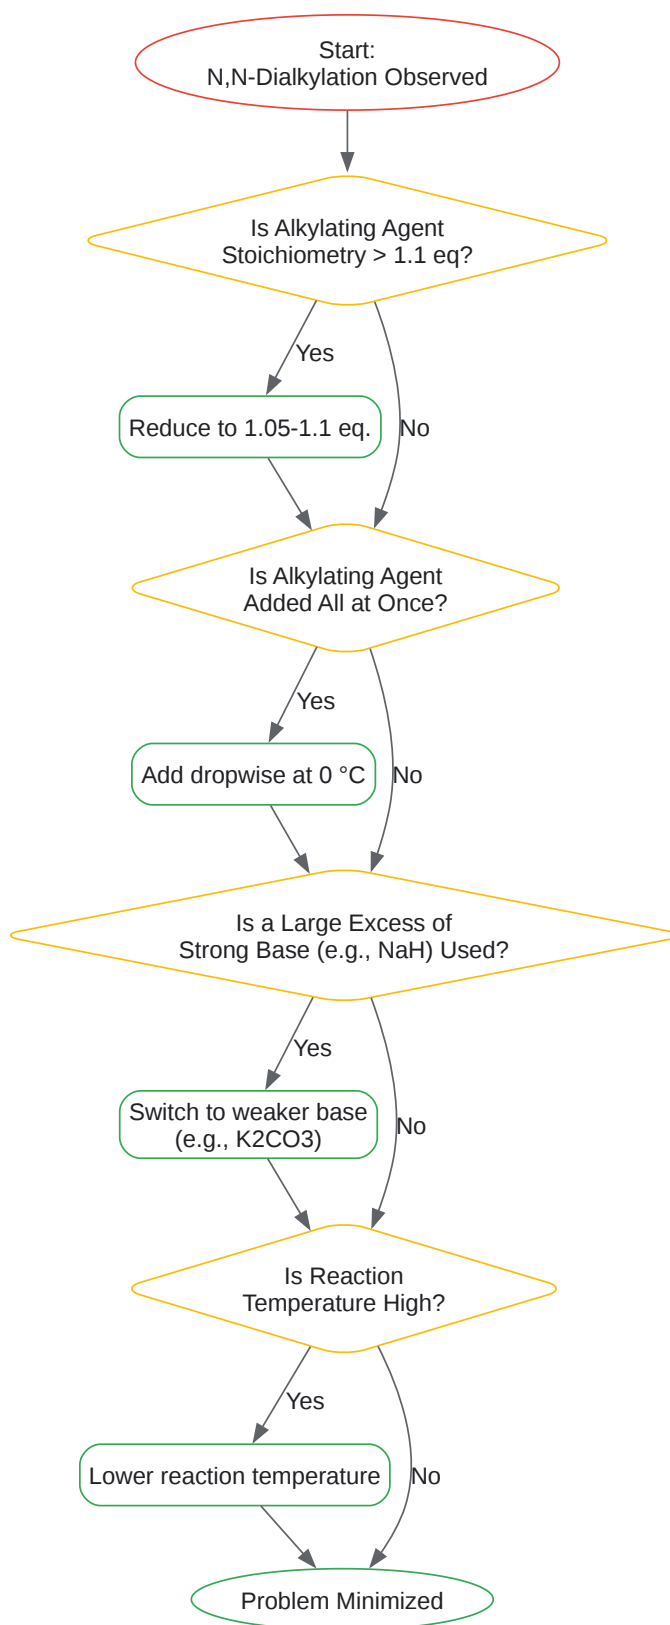 Start:
N,N-Dialkylation Observed
Is Alkylating Agent
Stoichiometry > 1.1 eq?
Yes
Reduce to 1.05-1.1 eq.
No
Is Alkylating Agent
Added All at Once?
Yes
Add dropwise at 0 °C
No
Is a Large Excess of
Strong Base (e.g., NaH) Used?
Yes
Switch to weaker base
(e.g., K2CO3)
No
Is Reaction
Temperature High?
Yes
Lower reaction temperature
No
Problem Minimized